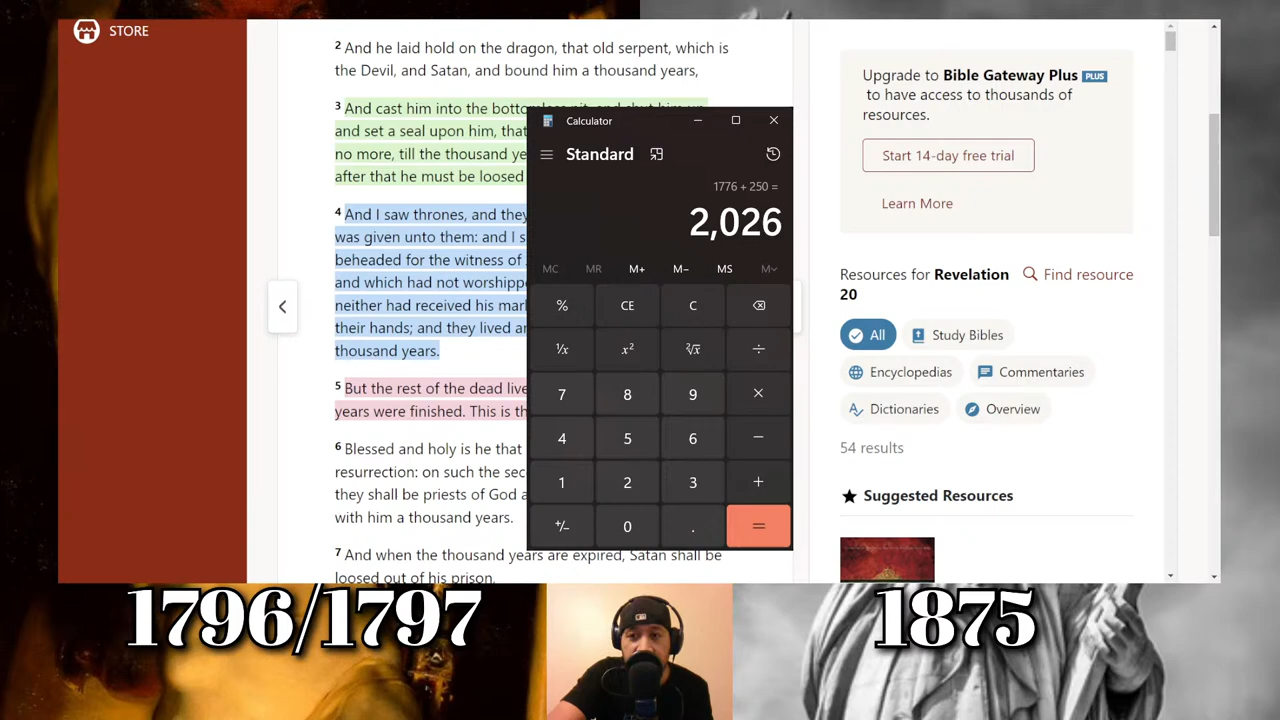 STORE
2 And he laid hold on the dragon, that old serpent, which is
the Devil, and Satan, and bound him a thousand years,
3 And cast him into the bottomless pit, and shut him up,
and set a seal upon him, that
no more, till the thousand ye
after that he must be loosed
4 And I saw thrones, and they
was given unto them: and I s
beheaded for the witness of
and which had not worshippe
neither had received his mar
their hands; and they lived an
thousand years.
5 But the rest of the dead live
years were finished. This is th
6 Blessed and holy is he that
resurrection: on such the sec
they shall be priests of God a
with him a thousand years.
7 And when the thousand years are expired, Satan shall be
loosed out of his prison,
Calculator
Standard
1776 + 250 =
2,026
MC MR M+ M− MS M
% CE C
1/x x2 2√x ÷
7 8 9 ×
4 5 6 −
1 2 3 +
+/− 0 . =
Upgrade to Bible Gateway Plus PLUS
to have access to thousands of
resources.
Start 14-day free trial
Learn More
Resources for Revelation
20
Find resource
All Study Bibles
Encyclopedias Commentaries
Dictionaries Overview
54 results
Suggested Resources
1796/1797
1875